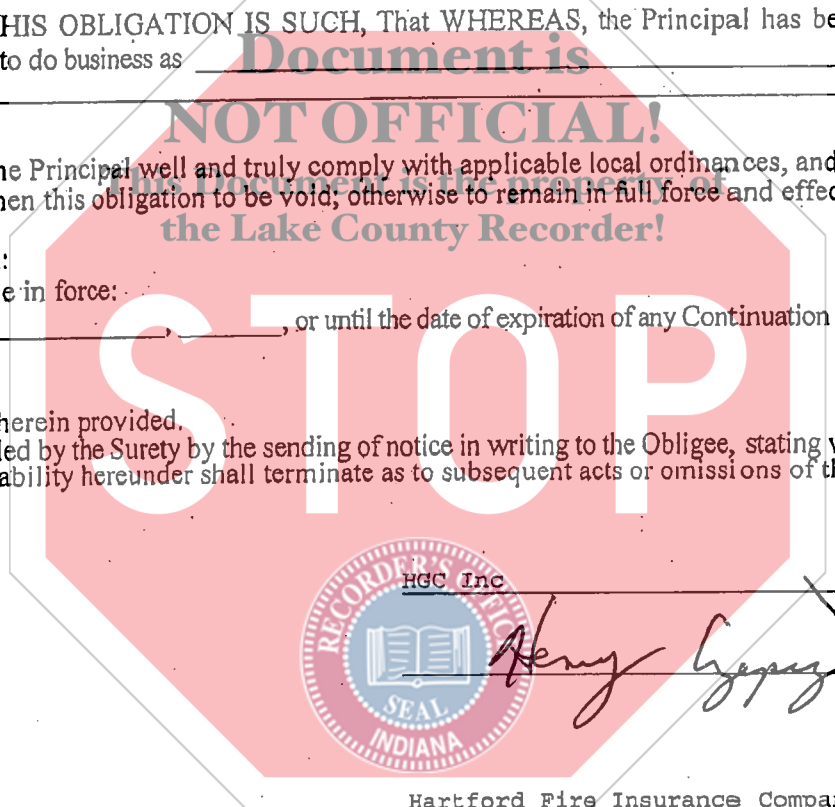 HIS OBLIGATION IS SUCH, That WHEREAS, the Principal has be
to do business as
Document is
NOT OFFICIAL!
he Principal well and truly comply with applicable local ordinances, and
This Document is the property of
hen this obligation to be void; otherwise to remain in full force and effec
the Lake County Recorder!
:
e in force:
, , or until the date of expiration of any Continuation
STOP
herein provided.
led by the Surety by the sending of notice in writing to the Obligee, stating
ability hereunder shall terminate as to subsequent acts or omissions of th
HGC Inc
RECORDER'S OFFICE
SEAL
INDIANA
Henry
Hartford Fire Insurance Compa